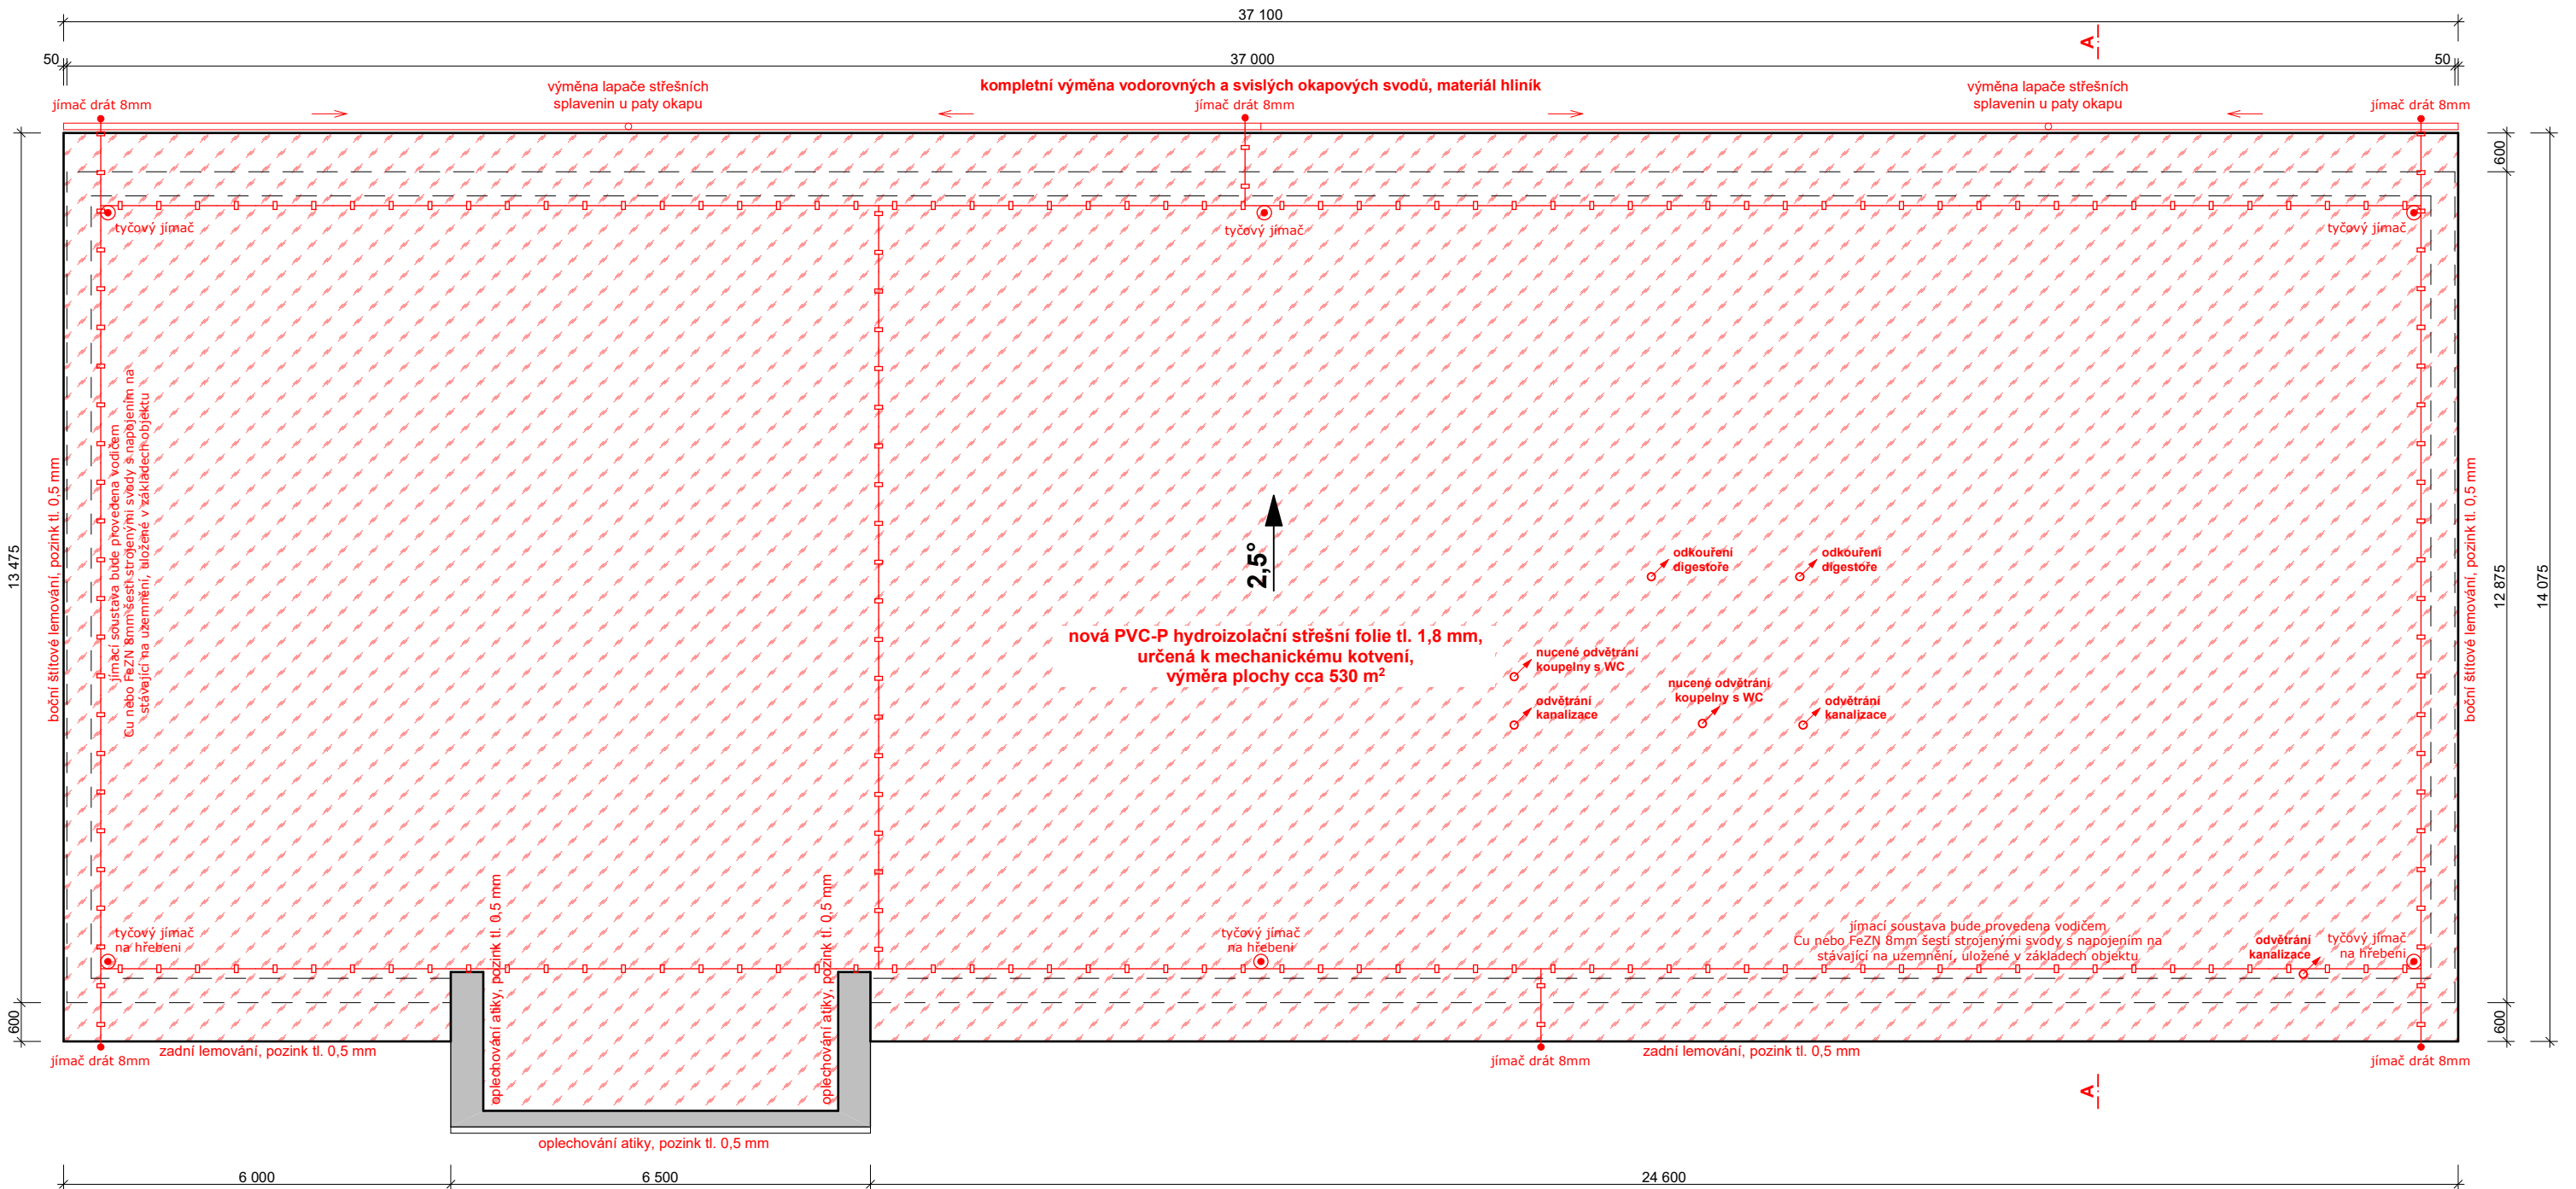 37 100
A
50
37 000
50
výměna lapače střešních
splavenin u paty okapu
kompletní výměna vodorovných a svislých okapových svodů, materiál hliník
výměna lapače střešních
splavenin u paty okapu
jímač drát 8mm
jímač drát 8mm
jímač drát 8mm
600
tyčový jímač
tyčový jímač
tyčový jímač
13 475
boční štítové lemování, pozink tl. 0,5 mm
jímací soustava bude provedena vodičem
Cu nebo FeZN 8mm šesti strojenými svody s napojením na
stávající na uzemnění, uložené v základech objektu
2,5°
odkouření
digestoře
odkouření
digestoře
boční štítové lemování, pozink tl. 0,5 mm
12 875
14 075
nová PVC-P hydroizolační střešní folie tl. 1,8 mm,
určená k mechanickému kotvení,
výměra plochy cca 530 m²
nucené odvětrání
koupelny s WC
nucené odvětrání
koupelny s WC
odvětrání
kanalizace
odvětrání
kanalizace
oplechování atiky, pozink tl. 0,5 mm
oplechování atiky, pozink tl. 0,5 mm
tyčový jímač
na hřebeni
tyčový jímač
na hřebeni
jímací soustava bude provedena vodičem
Cu nebo FeZN 8mm šesti strojenými svody s napojením na
stávající na uzemnění, uložené v základech objektu
odvětrání
kanalizace
tyčový jímač
na hřebeni
600
600
jímač drát 8mm
zadní lemování, pozink tl. 0,5 mm
jímač drát 8mm
zadní lemování, pozink tl. 0,5 mm
jímač drát 8mm
A
oplechování atiky, pozink tl. 0,5 mm
6 000
6 500
24 600